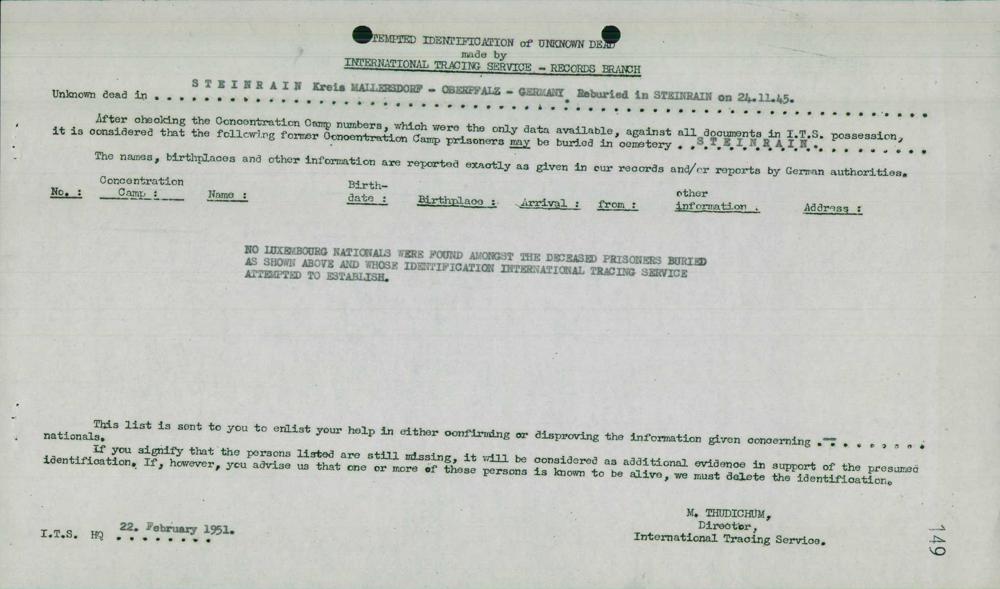 ATTEMPTED IDENTIFICATION of UNKNOWN DEAD
made by
INTERNATIONAL TRACING SERVICE - RECORDS BRANCH
Unknown dead in . . . STEINRAIN Kreis MALLERSDORF - OBERPFALZ - GERMANY. Reburied in STEINRAIN on 24.11.45.
After checking the Concentration Camp numbers, which were the only data available, against all documents in I.T.S. possession,
it is considered that the following former Concentration Camp prisoners may be buried in cemetery . . STEINRAIN. . . . . . . .
The names, birthplaces and other information are reported exactly as given in our records and/or reports by German authorities.
No. : Concentration Camp : Name : Birth-date : Birthplace : Arrival : from : other information . Address :
NO LUXEMBOURG NATIONALS WERE FOUND AMONGST THE DECEASED PRISONERS BURIED
AS SHOWN ABOVE AND WHOSE IDENTIFICATION INTERNATIONAL TRACING SERVICE
ATTEMPTED TO ESTABLISH.
This list is sent to you to enlist your help in either confirming or disproving the information given concerning . - . . . . . . .
nationals.
If you signify that the persons listed are still missing, it will be considered as additional evidence in support of the presumed
identification. If, however, you advise us that one or more of these persons is known to be alive, we must delete the identification.
M. THUDICHUM,
Director,
International Tracing Service.
I.T.S. HQ 22. February 1951.
149